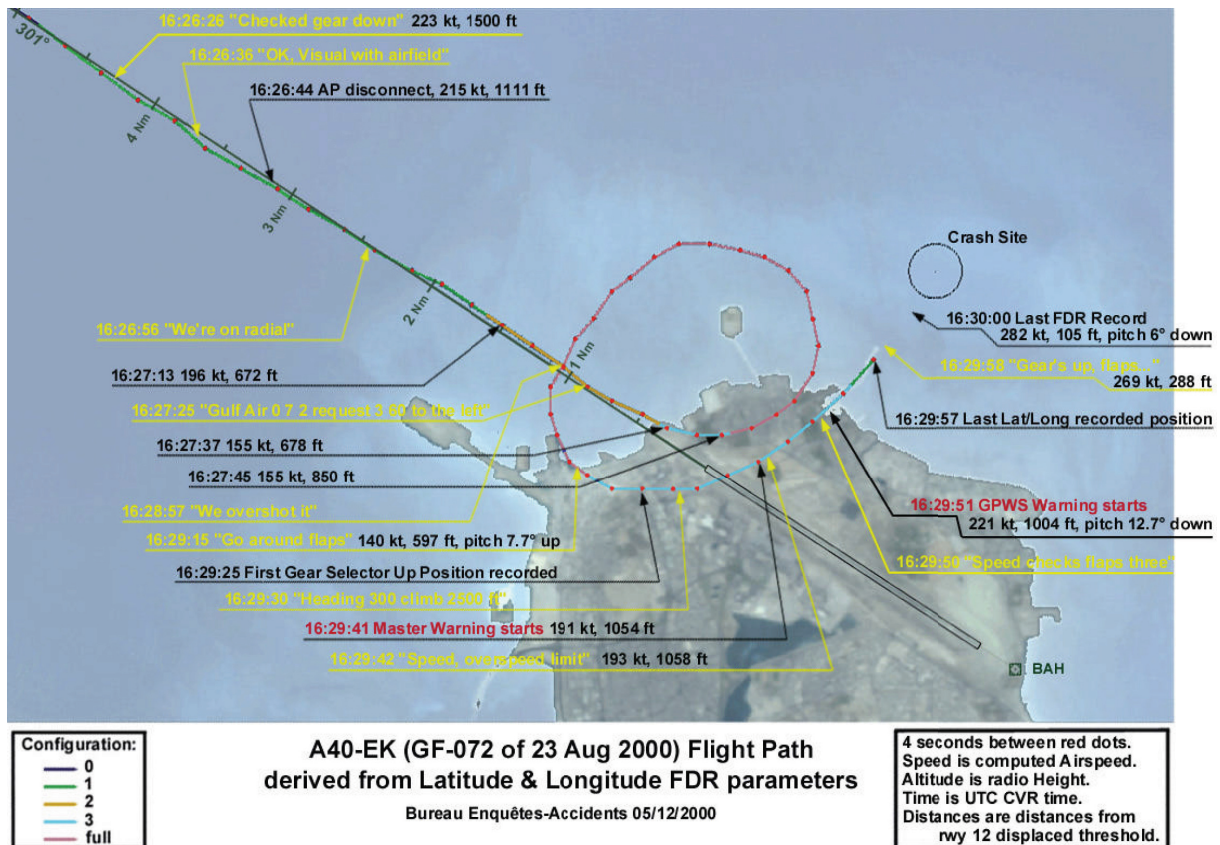 16:26:26 "Checked gear down" 223 kt, 1500 ft
301°
16:26:36 "OK, Visual with airfield"
16:26:44 AP disconnect, 215 kt, 1111 ft
4 Nm
3 Nm
Crash Site
2 Nm
16:30:00 Last FDR Record
282 kt, 105 ft, pitch 6° down
16:26:56 "We're on radial"
1 Nm
16:29:58 "Gear's up, flaps..."
269 kt, 288 ft
16:27:13 196 kt, 672 ft
16:27:25 "Gulf Air 0 7 2 request 3 60 to the left"
16:29:57 Last Lat/Long recorded position
16:27:37 155 kt, 678 ft
16:27:45 155 kt, 850 ft
16:28:57 "We overshot it"
16:29:51 GPWS Warning starts
221 kt, 1004 ft, pitch 12.7° down
16:29:15 "Go around flaps" 140 kt, 597 ft, pitch 7.7° up
16:29:50 "Speed checks flaps three"
16:29:25 First Gear Selector Up Position recorded
16:29:30 "Heading 300 climb 2500 ft"
16:29:41 Master Warning starts 191 kt, 1054 ft
16:29:42 "Speed, overspeed limit" 193 kt, 1058 ft
BAH
Configuration:
0
1
2
3
full
A40-EK (GF-072 of 23 Aug 2000) Flight Path
derived from Latitude & Longitude FDR parameters
Bureau Enquêtes-Accidents 05/12/2000
4 seconds between red dots.
Speed is computed Airspeed.
Altitude is radio Height.
Time is UTC CVR time.
Distances are distances from
rwy 12 displaced threshold.